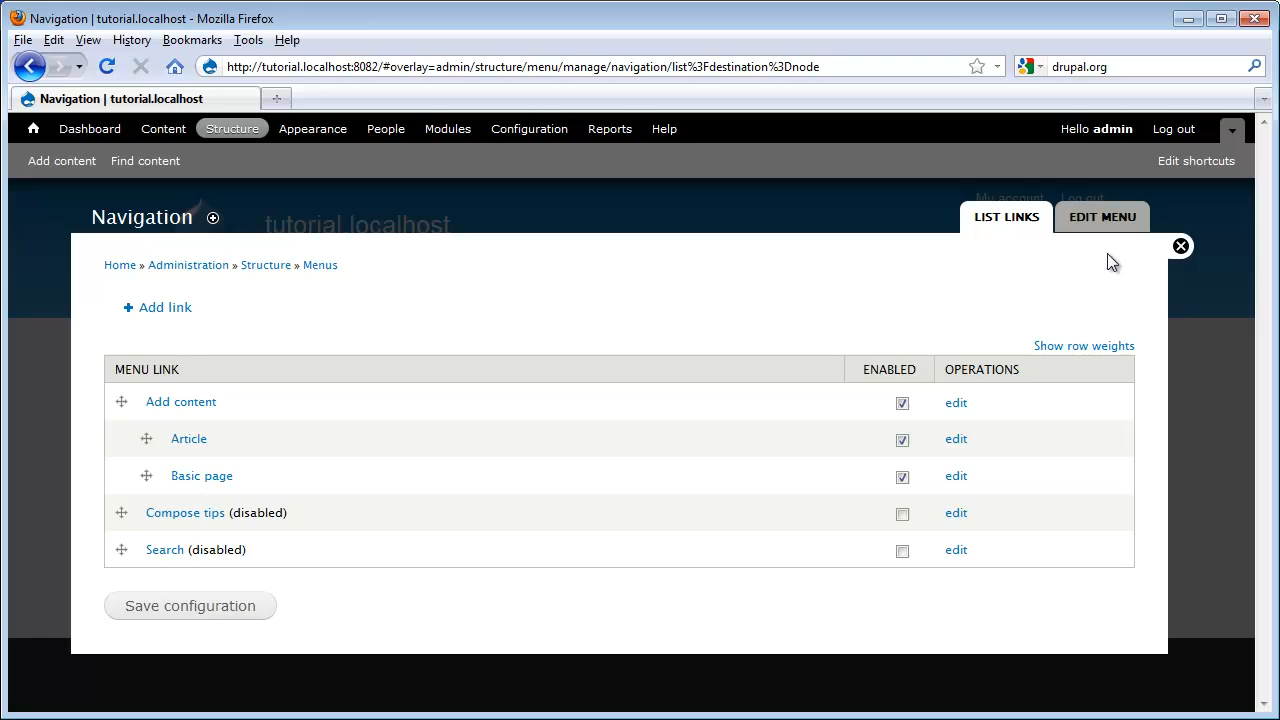 Navigation | tutorial.localhost - Mozilla Firefox
File Edit View History Bookmarks Tools Help
http://tutorial.localhost:8082/#overlay=admin/structure/menu/manage/navigation/list%3Fdestination%3Dnode drupal.org
Navigation | tutorial.localhost
Dashboard Content Structure Appearance People Modules Configuration Reports Help Hello admin Log out
Add content Find content Edit shortcuts
My account Log out
Navigation tutorial.localhost LIST LINKS EDIT MENU
Home » Administration » Structure » Menus
Add link
Show row weights
MENU LINK ENABLED OPERATIONS
Add content edit
Article edit
Basic page edit
Compose tips (disabled) edit
Search (disabled) edit
Save configuration